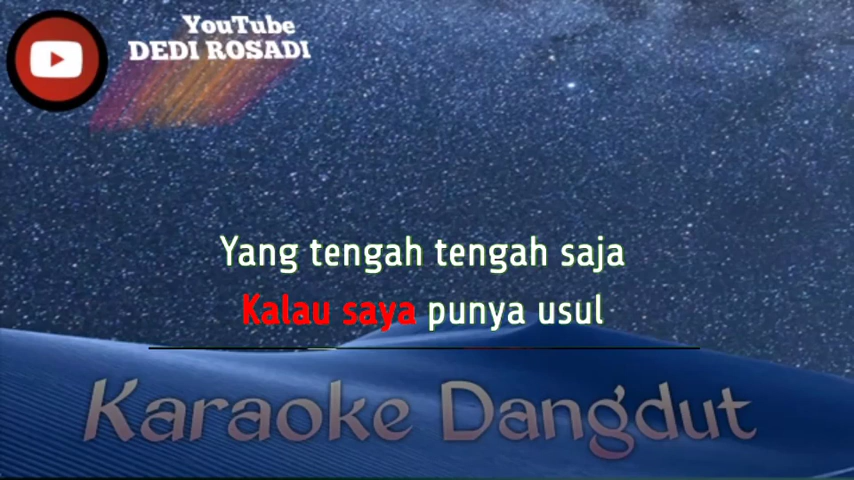 YouTube
DEDI ROSADI
Yang tengah tengah saja
Kalau saya punya usul
Karaoke Dangdut